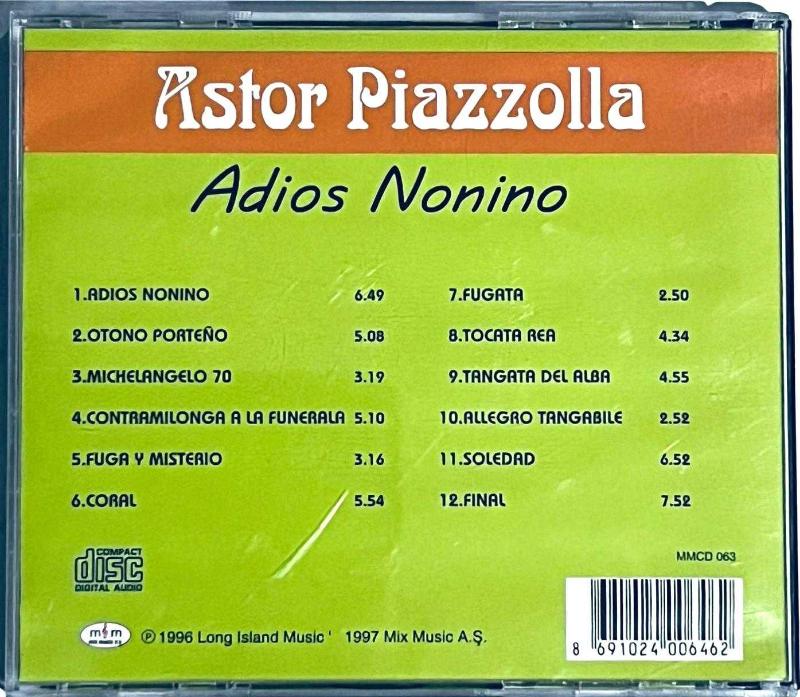 Astor Piazzolla
Adios Nonino
1.ADIOS NONINO 6.49
2.OTONO PORTEÑO 5.08
3.MICHELANGELO 70 3.19
4.CONTRAMILONGA A LA FUNERALA 5.10
5.FUGA Y MISTERIO 3.16
6.CORAL 5.54
7.FUGATA 2.50
8.TOCATA REA 4.34
9.TANGATA DEL ALBA 4.55
10.ALLEGRO TANGABILE 2.52
11.SOLEDAD 6.52
12.FINAL 7.52
COMPACT
disc
DIGITAL AUDIO
MMCD 063
m m
℗ 1996 Long Island Music ' 1997 Mix Music A.Ş.
8 691024 006462